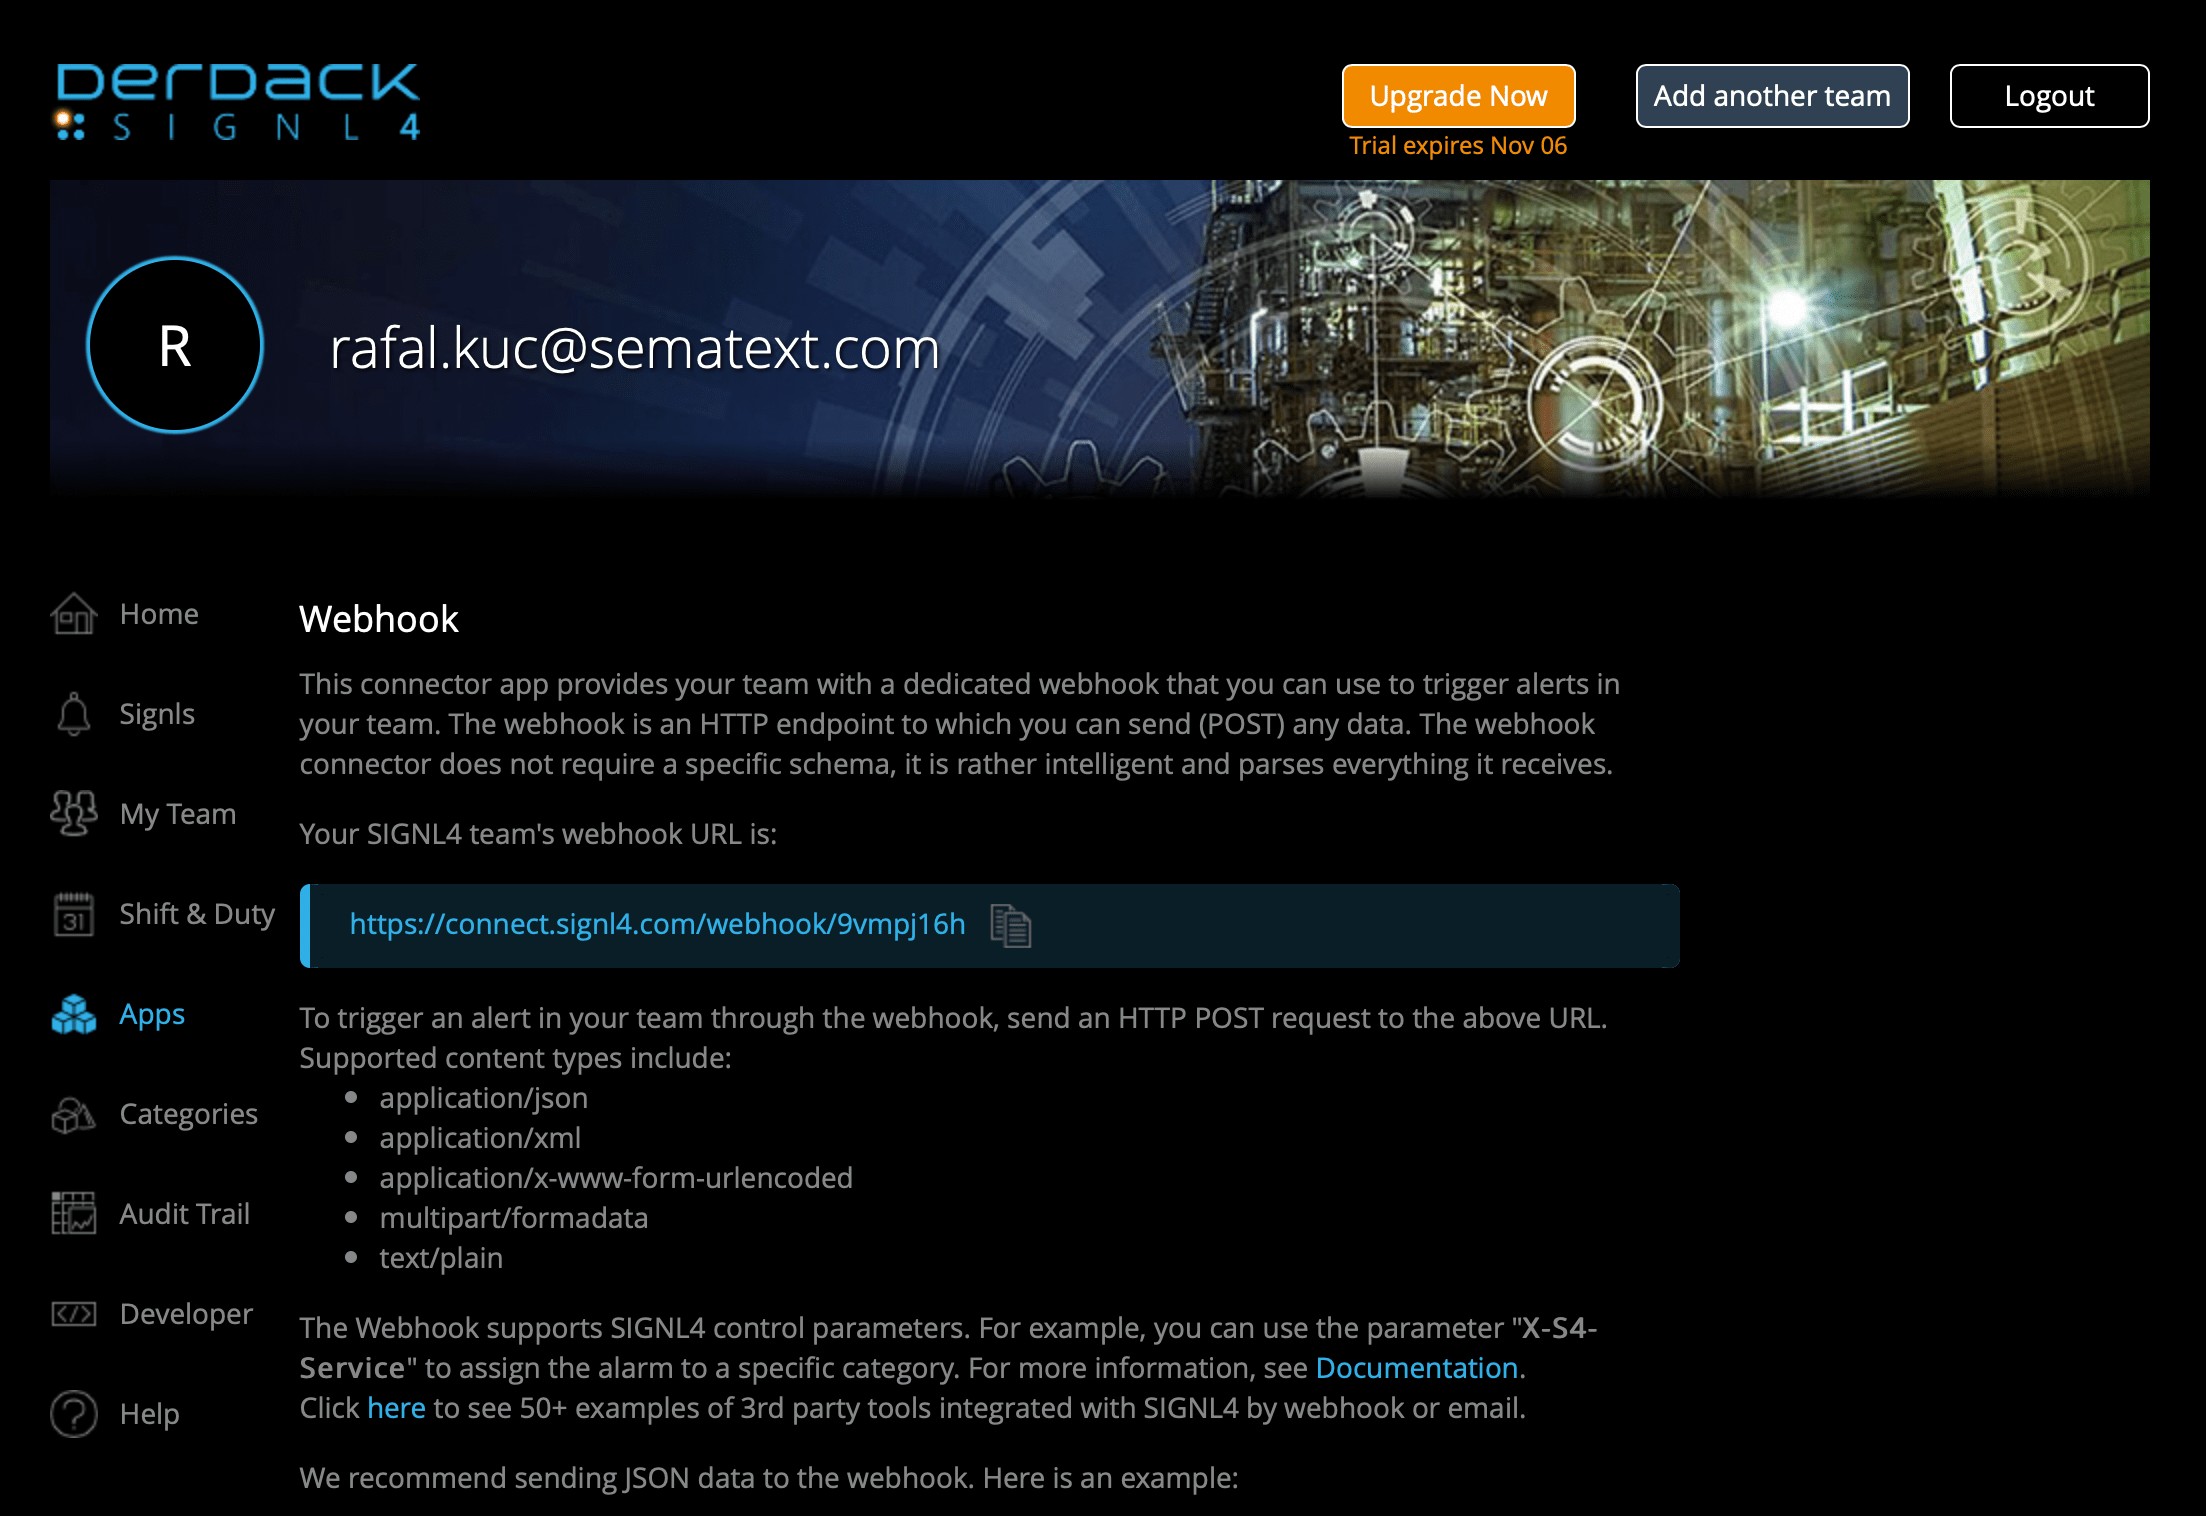 Derdack
SIGNL4
Upgrade Now
Trial expires Nov 06
Add another team
Logout
R
rafal.kuc@sematext.com
Home
Signls
My Team
31
Shift & Duty
Apps
Categories
Audit Trail
</>
Developer
?
Help
Webhook
This connector app provides your team with a dedicated webhook that you can use to trigger alerts in
your team. The webhook is an HTTP endpoint to which you can send (POST) any data. The webhook
connector does not require a specific schema, it is rather intelligent and parses everything it receives.
Your SIGNL4 team's webhook URL is:
https://connect.signl4.com/webhook/9vmpj16h
To trigger an alert in your team through the webhook, send an HTTP POST request to the above URL.
Supported content types include:
application/json
application/xml
application/x-www-form-urlencoded
multipart/formadata
text/plain
The Webhook supports SIGNL4 control parameters. For example, you can use the parameter "X-S4-
Service" to assign the alarm to a specific category. For more information, see Documentation.
Click here to see 50+ examples of 3rd party tools integrated with SIGNL4 by webhook or email.
We recommend sending JSON data to the webhook. Here is an example: